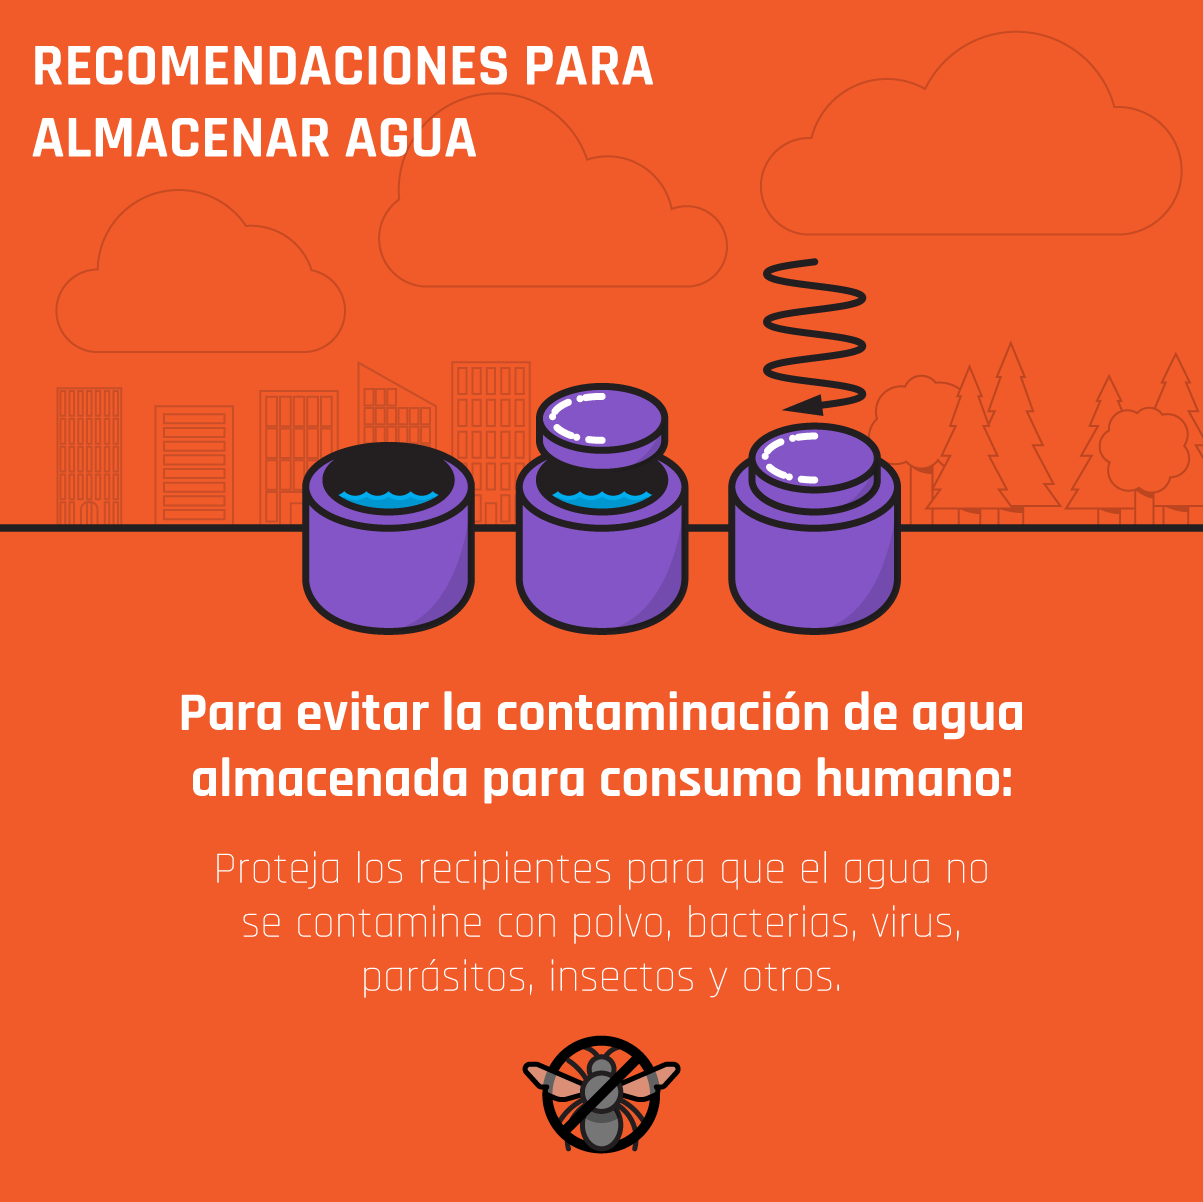 RECOMENDACIONES PARA
ALMACENAR AGUA
Para evitar la contaminación de agua
almacenada para consumo humano:
Proteja los recipientes para que el agua no
se contamine con polvo, bacterias, virus,
parásitos, insectos y otros.